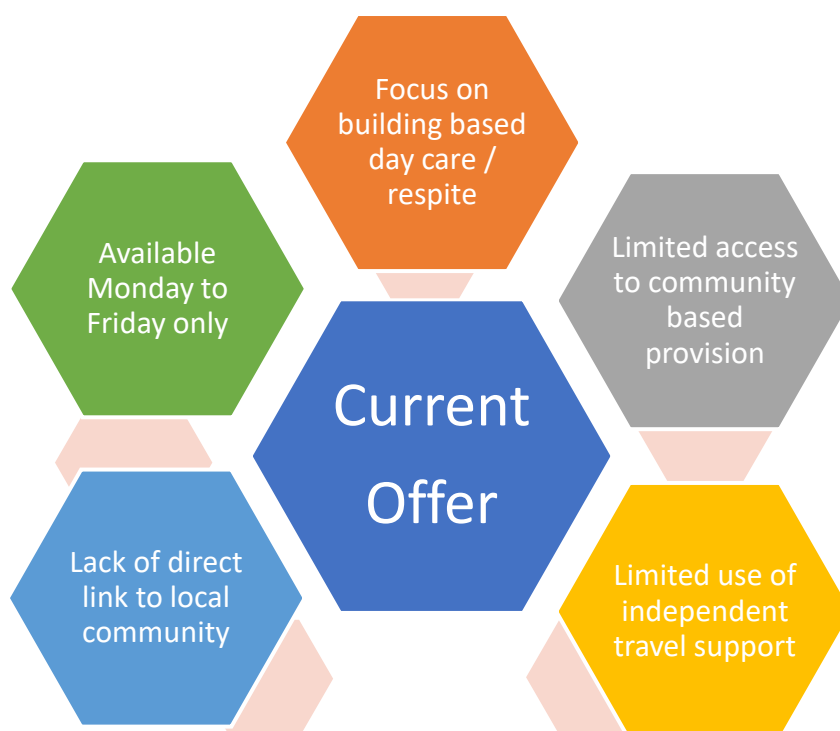 Focus on
building based
day care /
respite
Available
Monday to
Friday only
Limited access
to community
based
provision
Current
Offer
Lack of direct
link to local
community
Limited use of
independent
travel support